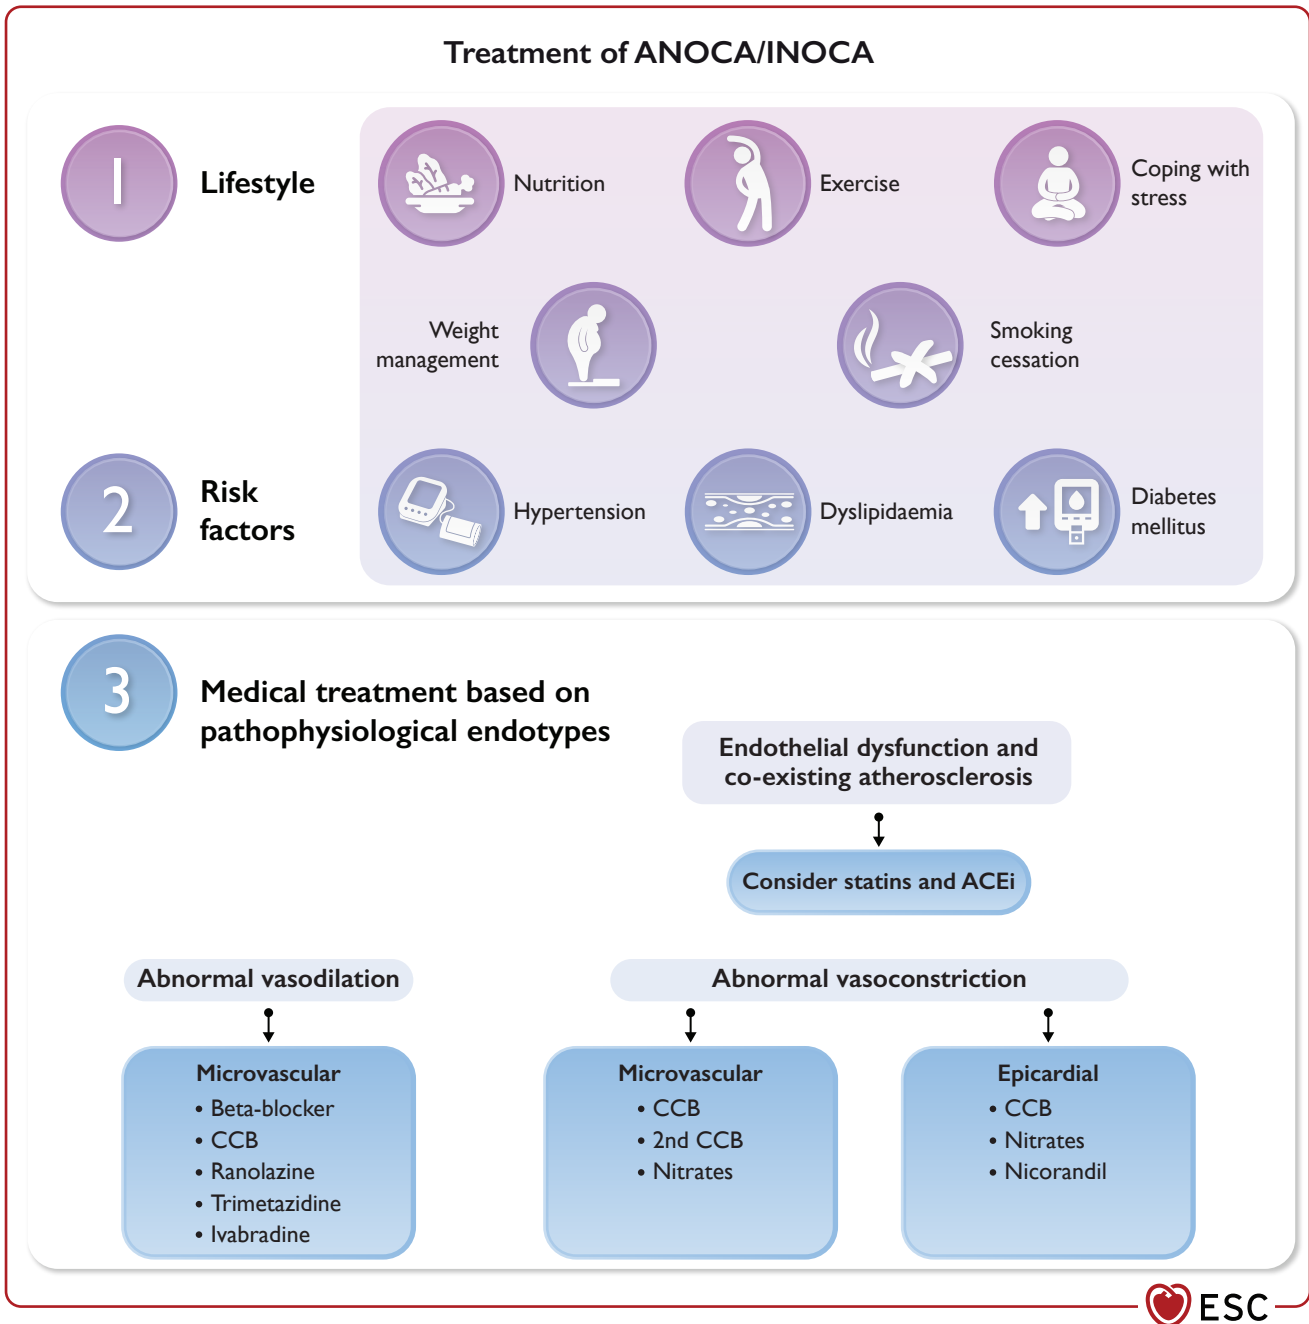 Treatment of ANOCA/INOCA
1
Lifestyle
Nutrition
Exercise
Coping with
stress
Weight
management
Smoking
cessation
2
Risk
factors
Hypertension
Dyslipidaemia
Diabetes
mellitus
3
Medical treatment based on
pathophysiological endotypes
Endothelial dysfunction and
co-existing atherosclerosis
Consider statins and ACEi
Abnormal vasodilation
Microvascular
• Beta-blocker
• CCB
• Ranolazine
• Trimetazidine
• Ivabradine
Abnormal vasoconstriction
Microvascular
• CCB
• 2nd CCB
• Nitrates
Epicardial
• CCB
• Nitrates
• Nicorandil
ESC